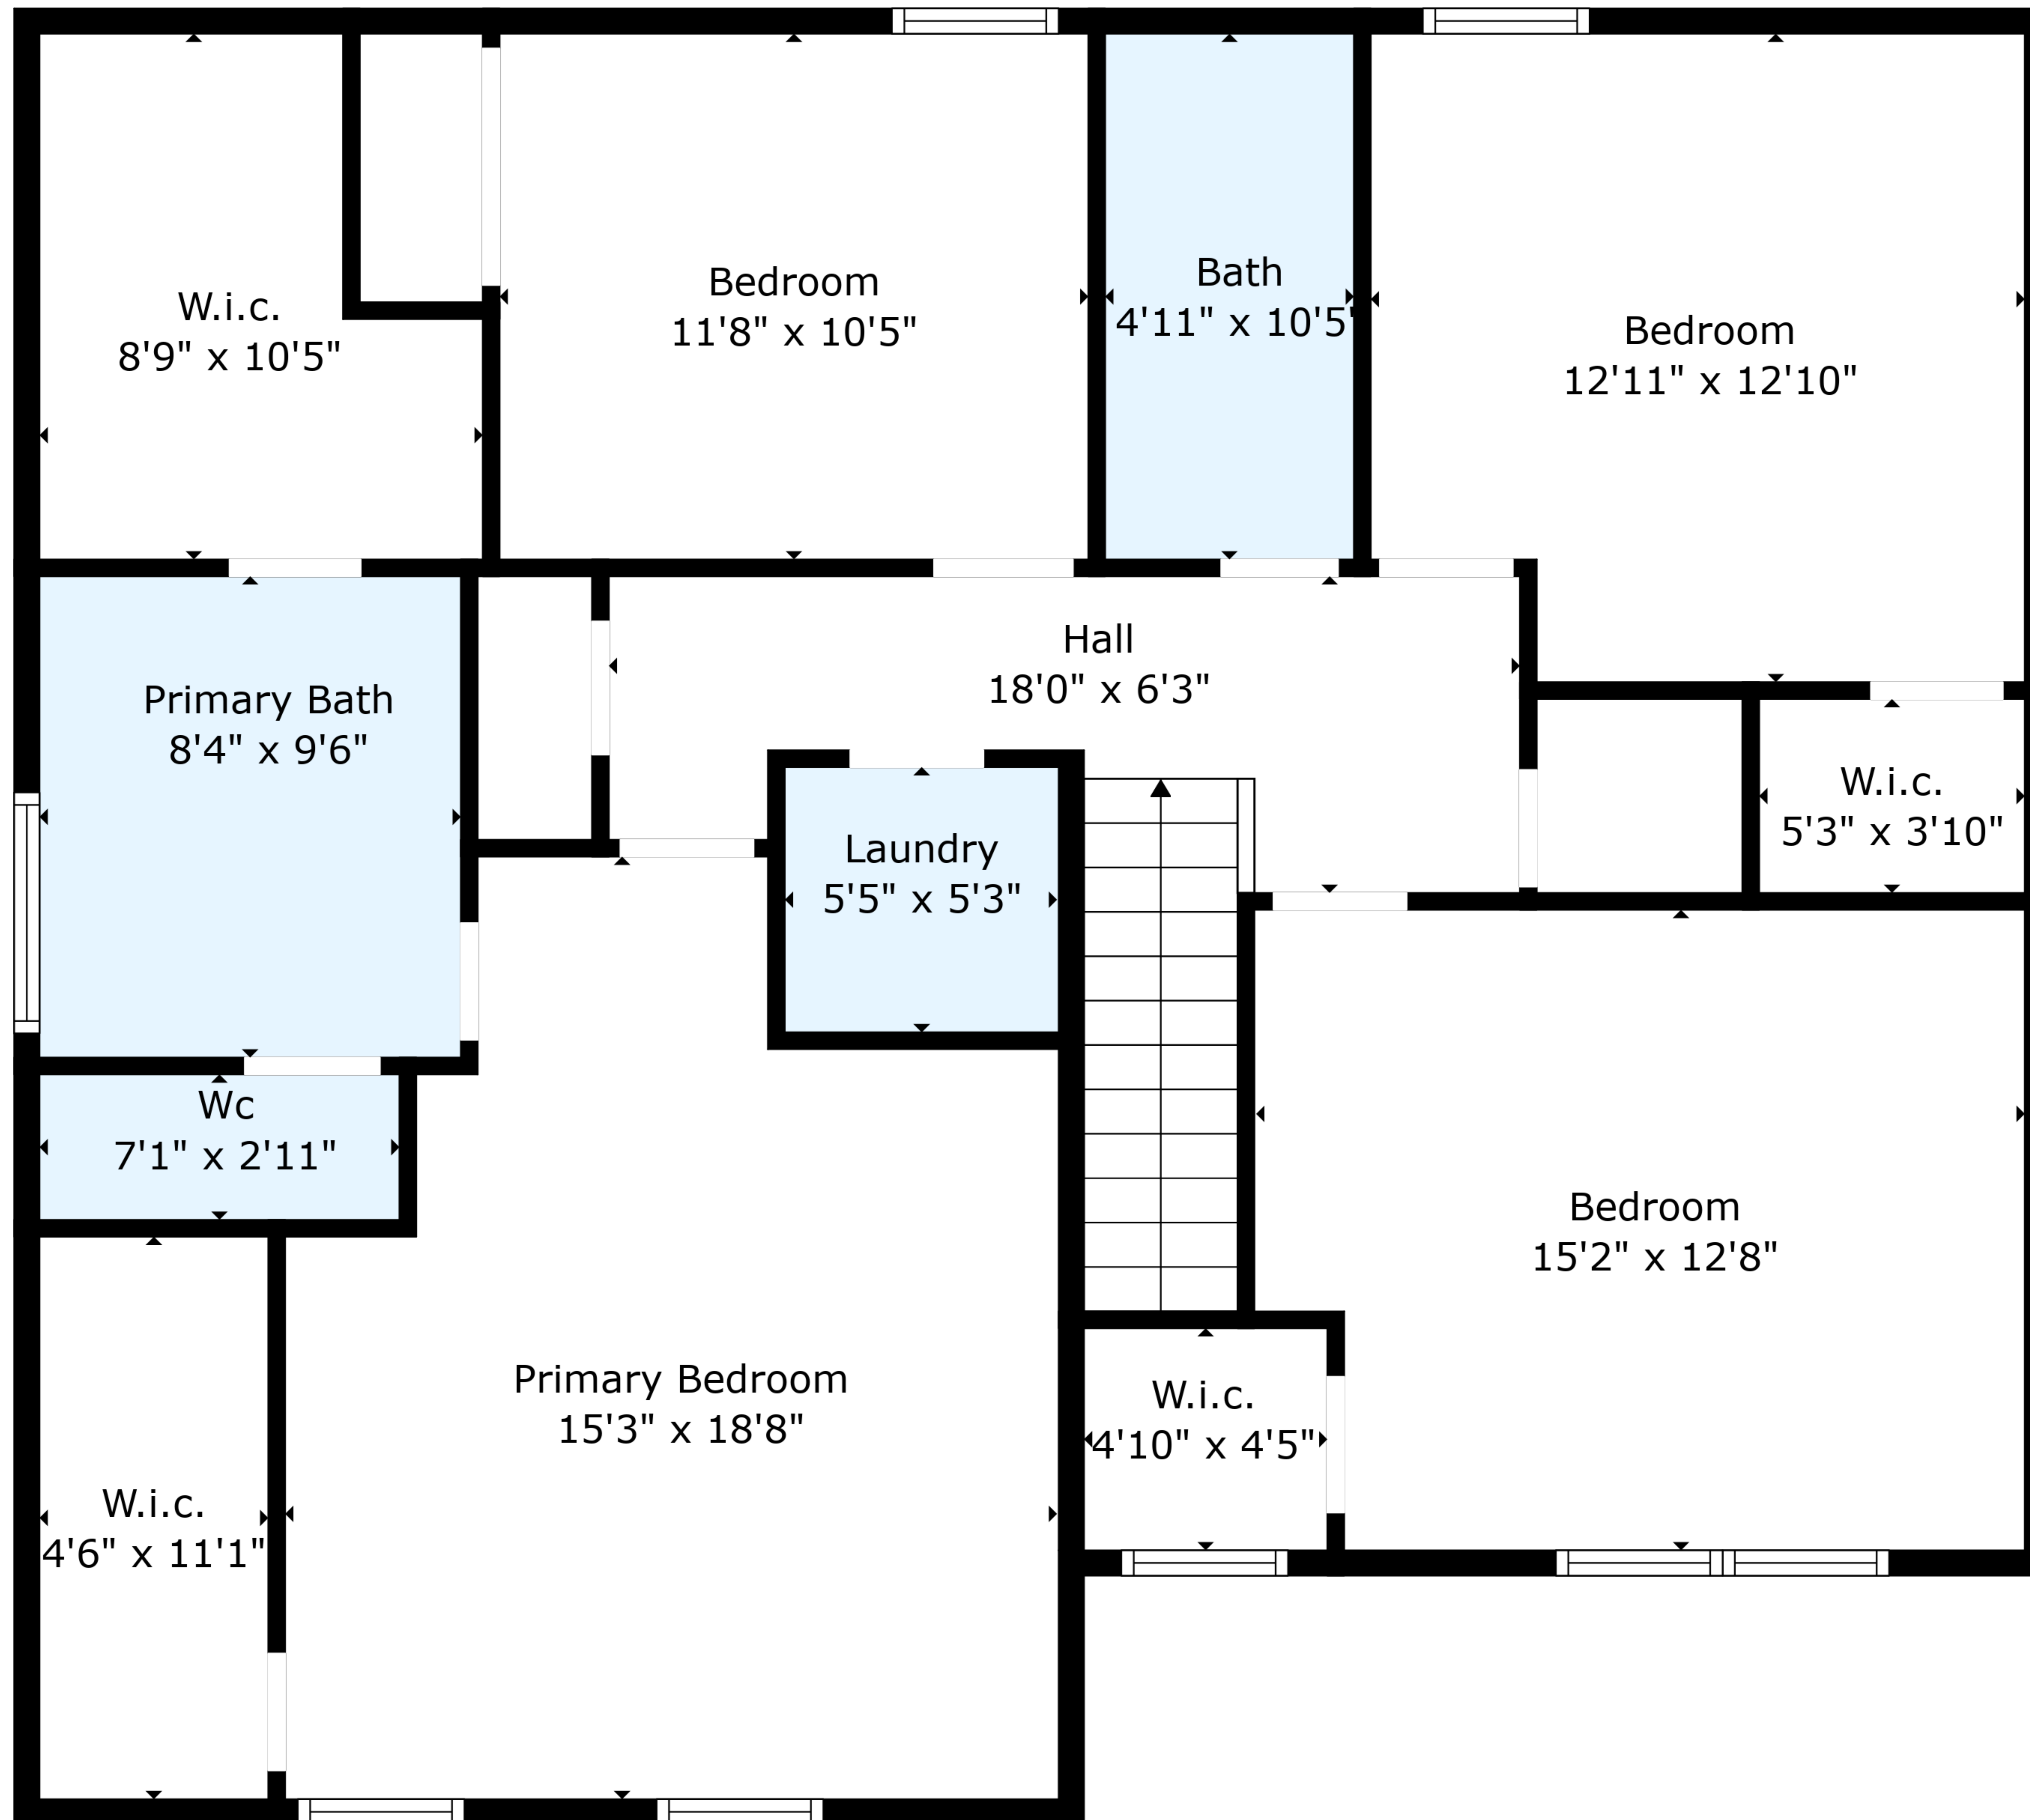 Bedroom
11'8" x 10'5"
Bath
4'11" x 10'5'
W.i.c.
8'9" x 10'5"
Bedroom
12'11" x 12'10"
Hall
18'0" x 6'3"
Primary Bath
8'4" x 9'6"
W.i.c.
5'3" x 3'10"
Laundry
5'5" x 5'3"
Wc
7'1" x 2'11"
Bedroom
15'2" x 12'8"
Primary Bedroom
15'3" x 18'8"
W.i.c.
4'10" x 4'5"
W.i.c.
4'6" x 11'1"